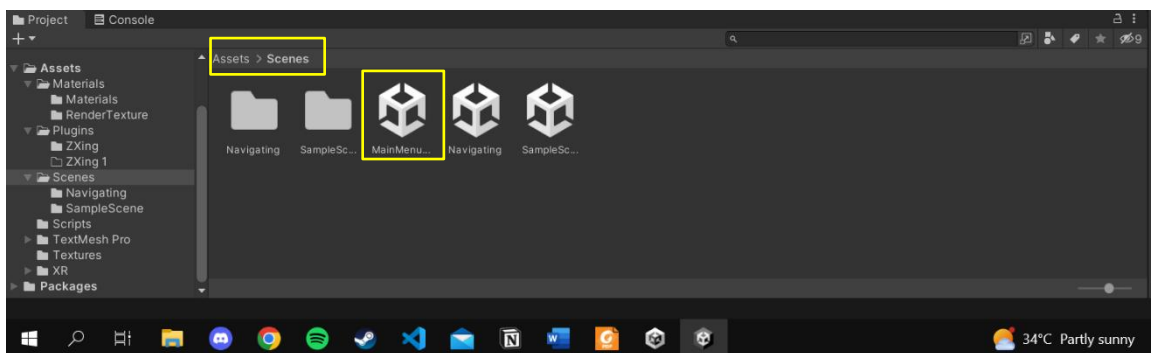 Project Console
9
Assets > Scenes
Assets
Materials
Materials
RenderTexture
Plugins
ZXing
ZXing 1
Scenes
Navigating
SampleScene
Scripts
TextMesh Pro
Textures
XR
Packages
Navigating SampleSc... MainMenu... Navigating SampleSc...
34°C Partly sunny